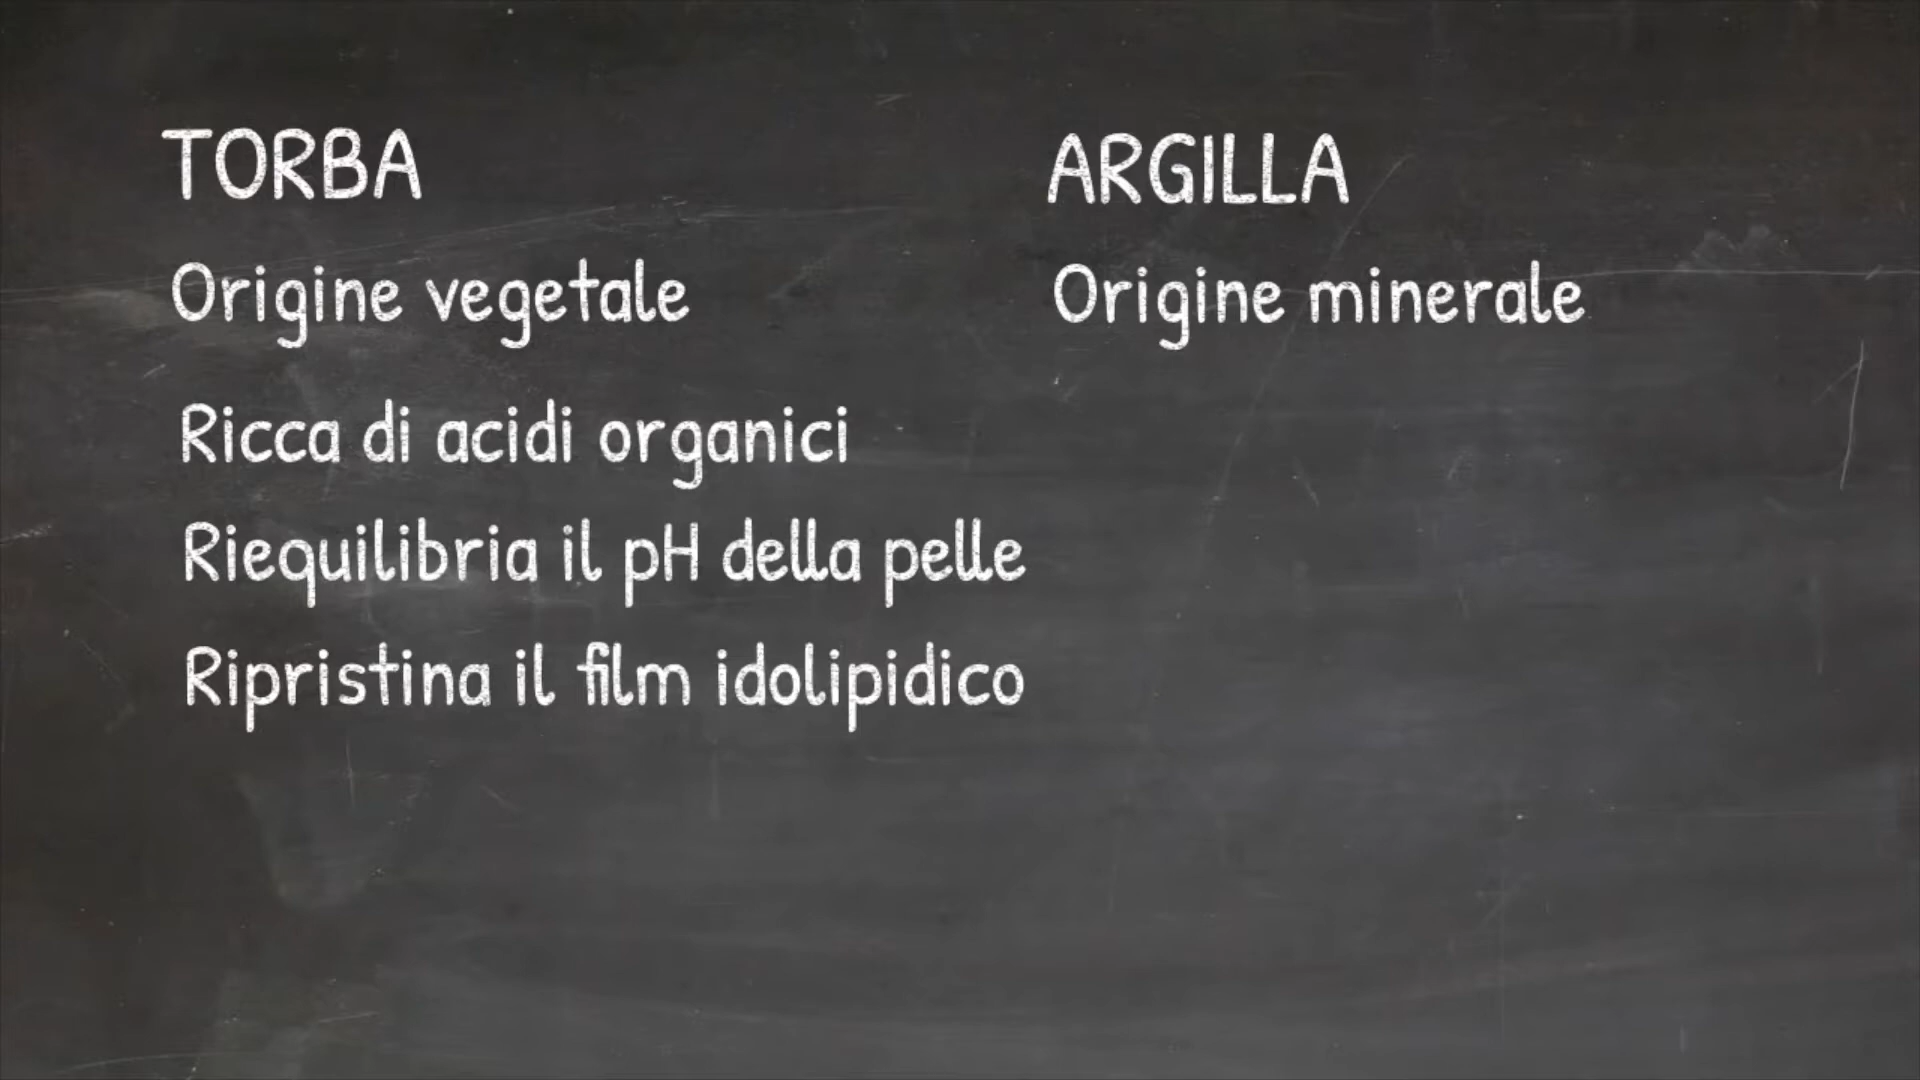 TORBA
Origine vegetale
Ricca di acidi organici
Riequilibria il pH della pelle
Ripristina il film idolipidico
ARGILLA
Origine minerale